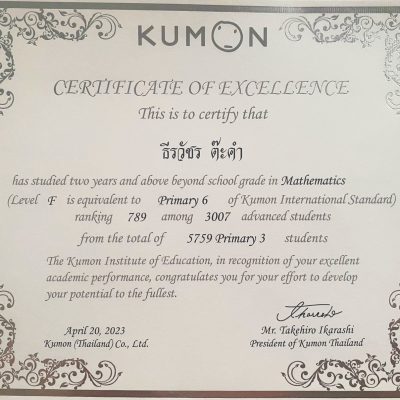 KUMON
CERTIFICATE OF EXCELLENCE
This is to certify that
ธีรวัชร ต๊ะคำ
has studied two years and above beyond school grade in Mathematics
(Level F is equivalent to Primary 6 of Kumon International Standard)
ranking 789 among 3007 advanced students
from the total of 5759 Primary 3 students
The Kumon Institute of Education, in recognition of your excellent
academic performance, congratulates you for your effort to develop
your potential to the fullest.
April 20, 2023
Kumon (Thailand) Co., Ltd.
Mr. Takehiro Ikarashi
President of Kumon Thailand